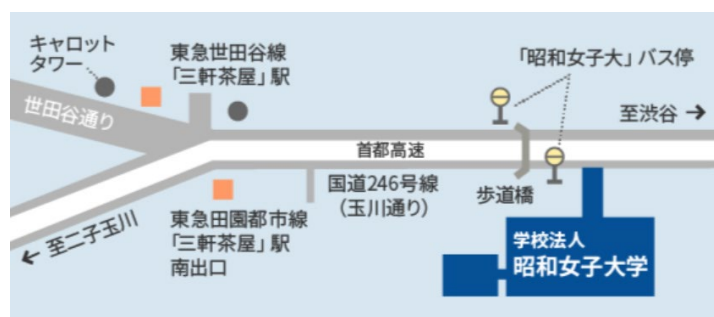 キャロット
タワー
東急世田谷線
「三軒茶屋」駅
「昭和女子大」バス停
世田谷通り
至渋谷 →
首都高速
国道246号線
（玉川通り）
歩道橋
← 至二子玉川
東急田園都市線
「三軒茶屋」駅
南出口
学校法人
昭和女子大学